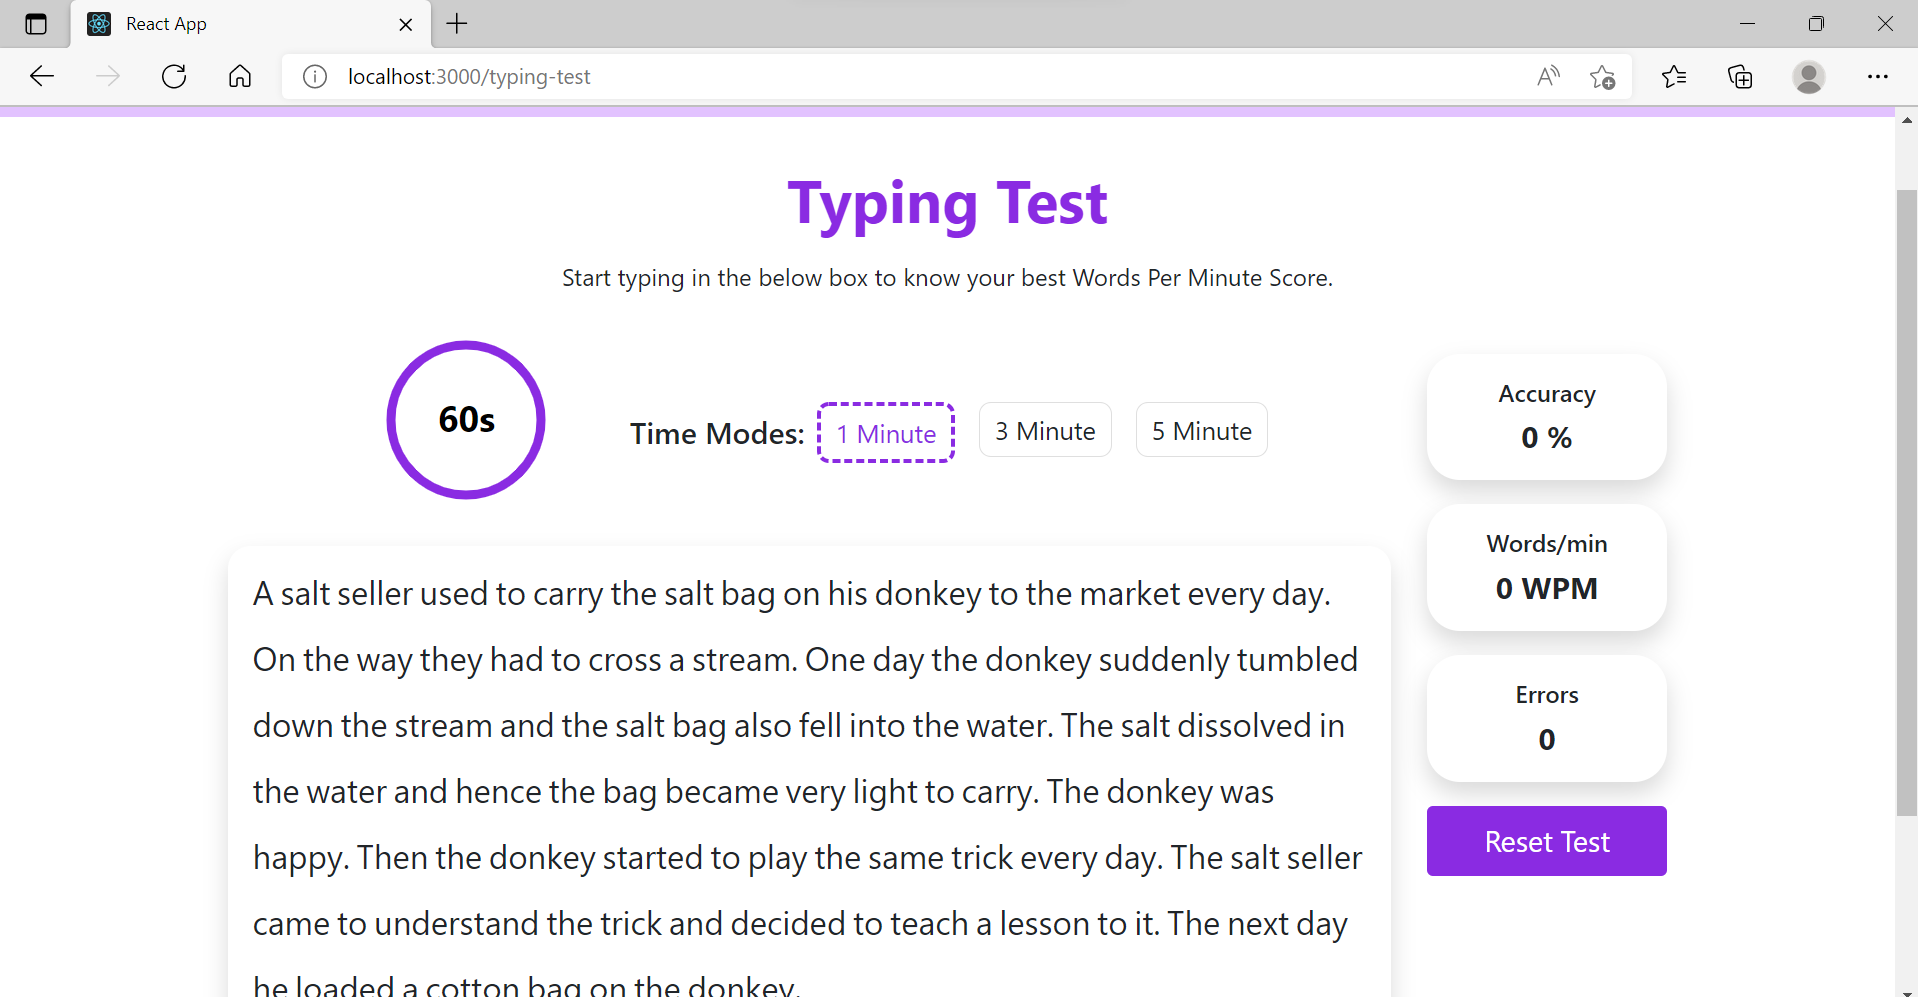 React App
localhost:3000/typing-test
Typing Test
Start typing in the below box to know your best Words Per Minute Score.
60s
Time Modes: 1 Minute 3 Minute 5 Minute
Accuracy
0 %
Words/min
0 WPM
Errors
0
Reset Test
A salt seller used to carry the salt bag on his donkey to the market every day.
On the way they had to cross a stream. One day the donkey suddenly tumbled
down the stream and the salt bag also fell into the water. The salt dissolved in
the water and hence the bag became very light to carry. The donkey was
happy. Then the donkey started to play the same trick every day. The salt seller
came to understand the trick and decided to teach a lesson to it. The next day
he loaded a cotton bag on the donkey.